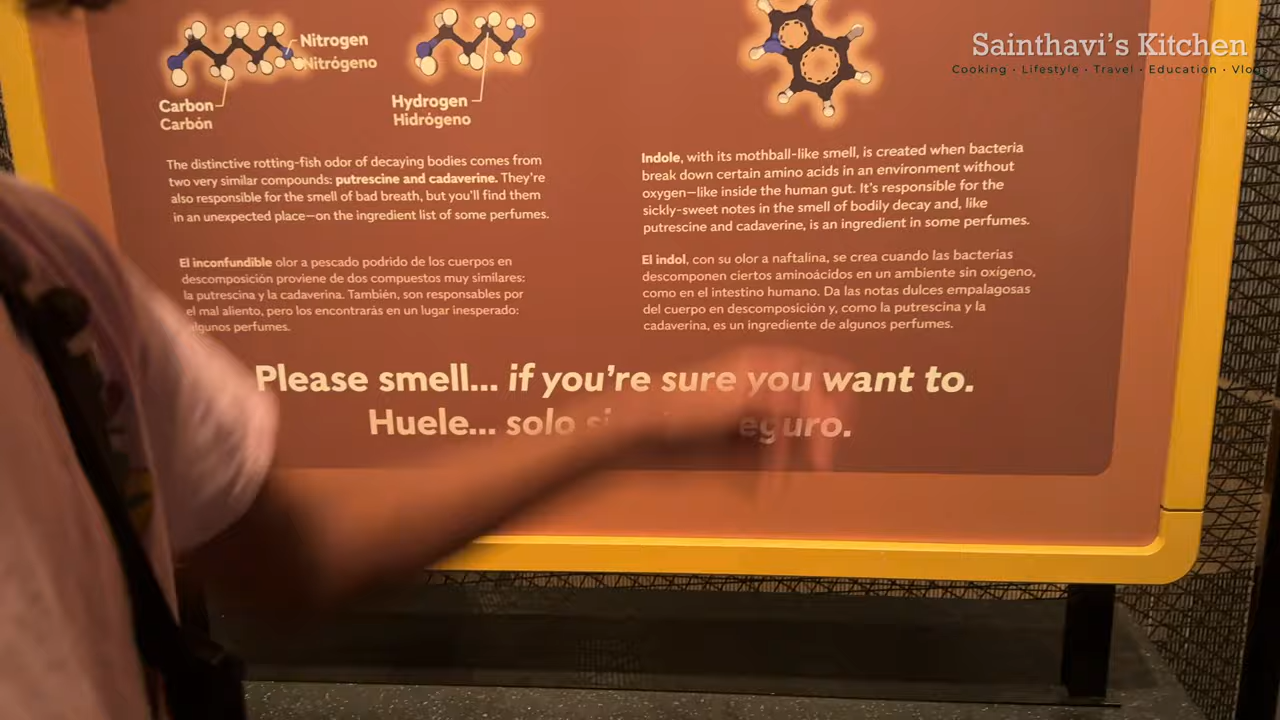 Sainthavi's Kitchen
Cooking · Lifestyle · Travel · Education · Vlog
Nitrogen
Nitrógeno
Carbon
Carbón
Hydrogen
Hidrógeno
The distinctive rotting-fish odor of decaying bodies comes from
two very similar compounds: putrescine and cadaverine. They're
also responsible for the smell of bad breath, but you'll find them
in an unexpected place—on the ingredient list of some perfumes.
El inconfundible olor a pescado podrido de los cuerpos en
descomposición proviene de dos compuestos muy similares:
la putrescina y la cadaverina. También, son responsables por
el mal aliento, pero los encontrarás en un lugar inesperado:
algunos perfumes.
Indole, with its mothball-like smell, is created when bacteria
break down certain amino acids in an environment without
oxygen—like inside the human gut. It's responsible for the
sickly-sweet notes in the smell of bodily decay and, like
putrescine and cadaverine, is an ingredient in some perfumes.
El indol, con su olor a naftalina, se crea cuando las bacterias
descomponen ciertos aminoácidos en un ambiente sin oxígeno,
como en el intestino humano. Da las notas dulces empalagosas
del cuerpo en descomposición y, como la putrescina y la
cadaverina, es un ingrediente de algunos perfumes.
Please smell... if you're sure you want to.
Huele... solo si